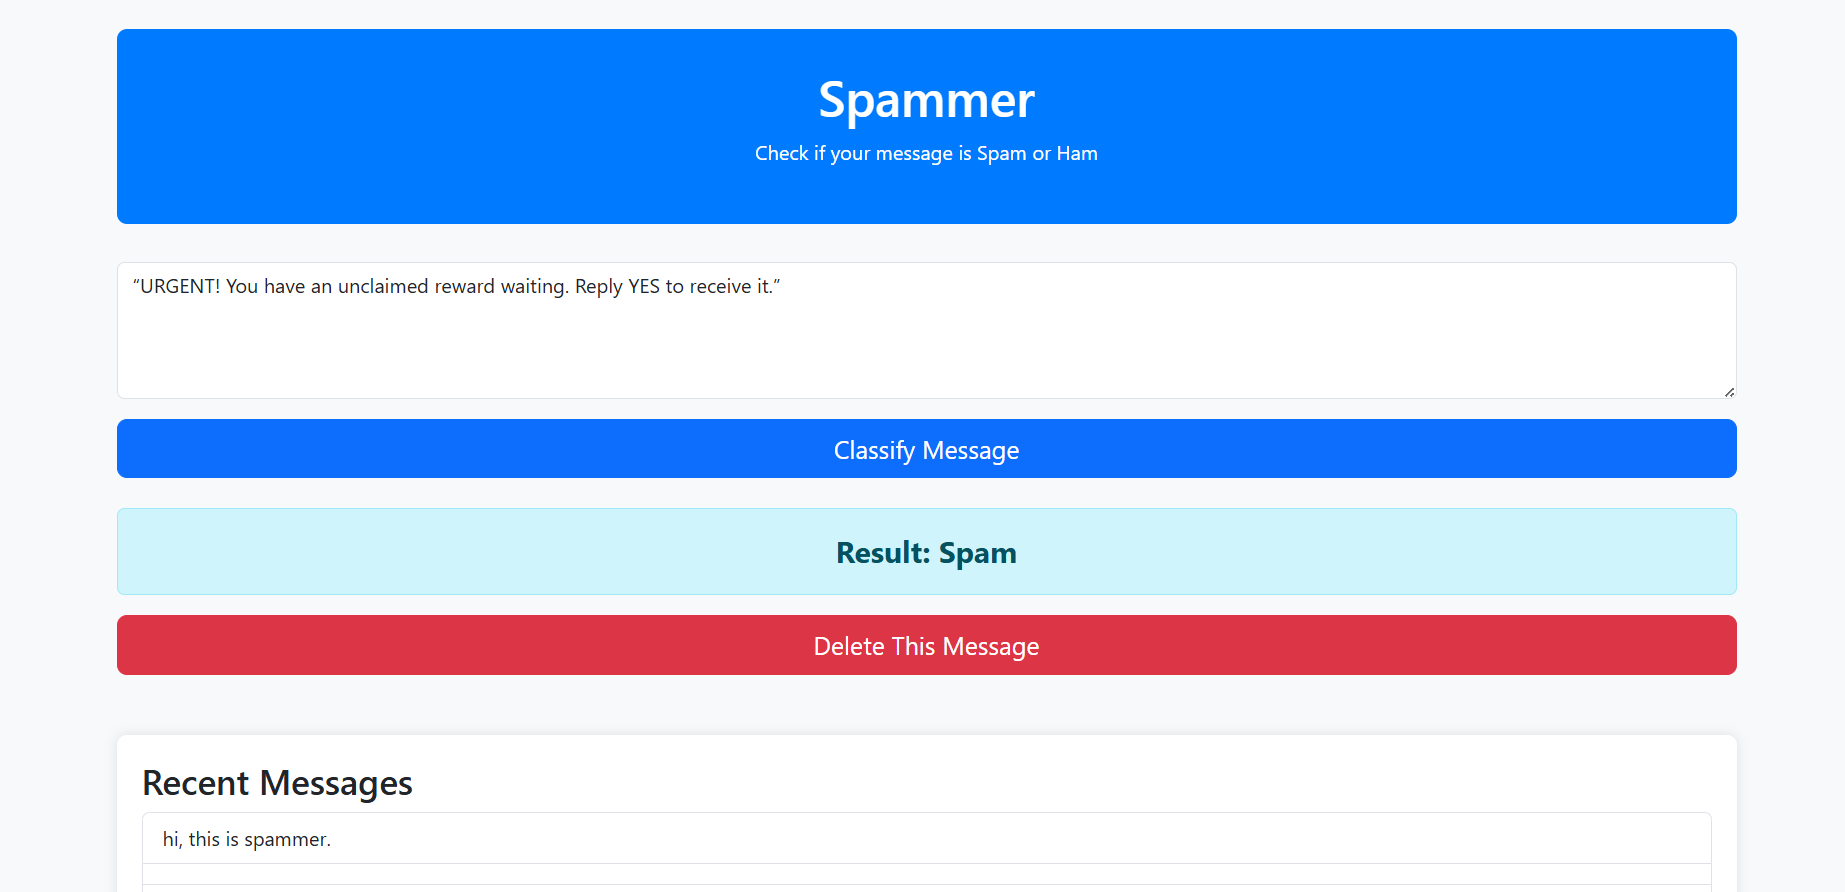 Spammer
Check if your message is Spam or Ham
“URGENT! You have an unclaimed reward waiting. Reply YES to receive it.”
Classify Message
Result: Spam
Delete This Message
Recent Messages
hi, this is spammer.